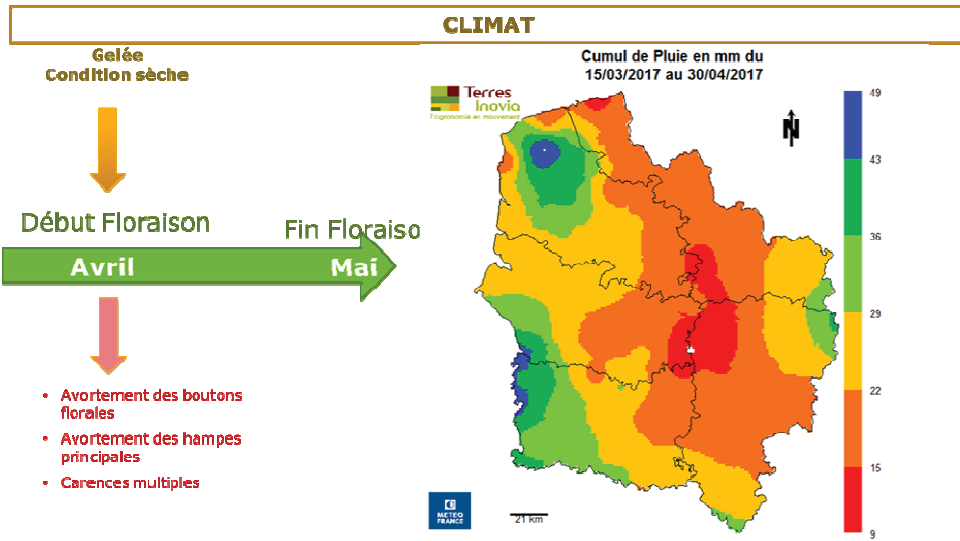 CLIMAT
Gelée
Condition sèche
Début Floraison
Fin Floraiso
Avril
Mai
• Avortement des boutons
florales
• Avortement des hampes
principales
• Carences multiples
Cumul de Pluie en mm du
15/03/2017 au 30/04/2017
Terres
Inovia
l'agronomie en mouvement
N
49
43
36
29
22
15
9
METEO
FRANCE
21 km